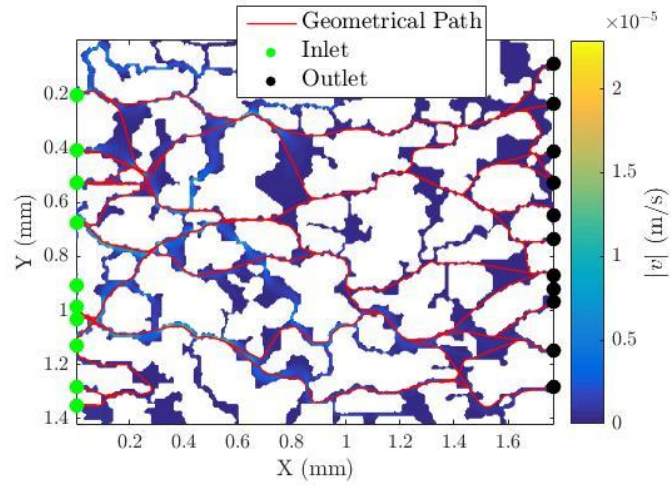 Geometrical Path
Inlet
Outlet
×10⁻⁵
2
1.5
1
0.5
0
|v| (m/s)
0.2
0.4
0.6
0.8
1
1.2
1.4
Y (mm)
0.2 0.4 0.6 0.8 1 1.2 1.4 1.6
X (mm)